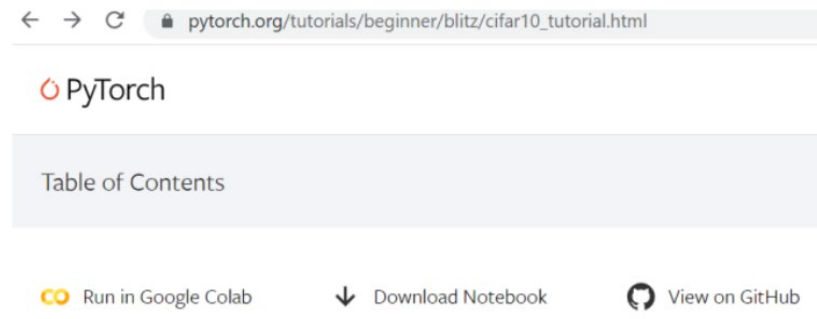 pytorch.org/tutorials/beginner/blitz/cifar10_tutorial.html
PyTorch
Table of Contents
CO Run in Google Colab Download Notebook View on GitHub